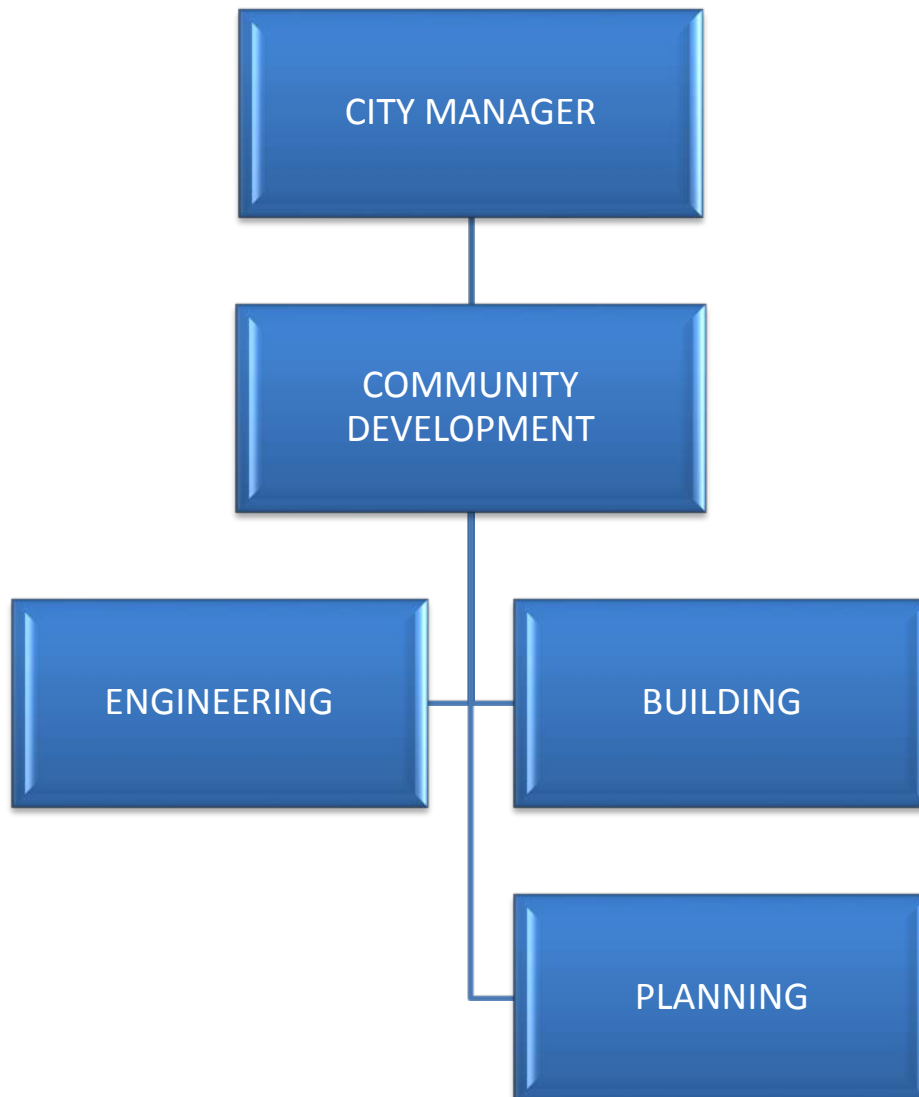 CITY MANAGER
COMMUNITY
DEVELOPMENT
ENGINEERING
BUILDING
PLANNING